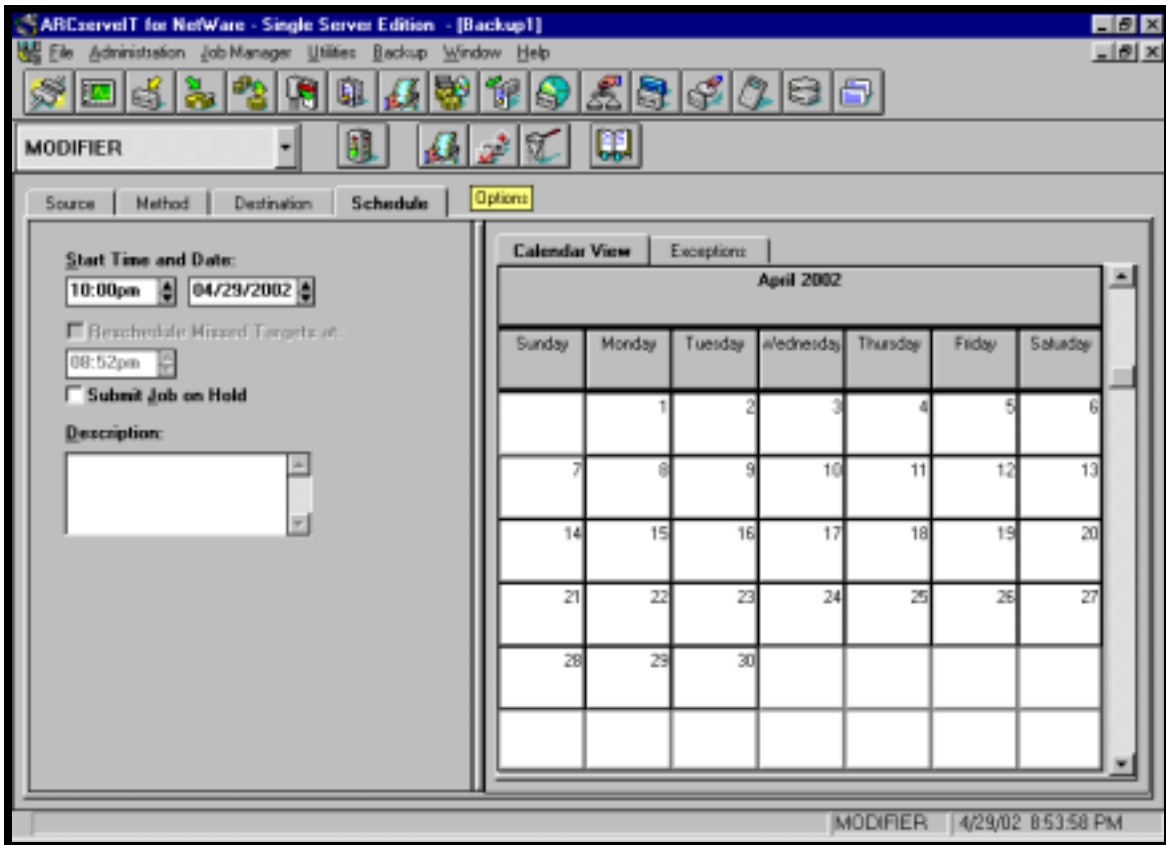 ARCserveIT for NetWare - Single Server Edition - [Backup1]
File Administration Job Manager Utilities Backup Window Help
MODIFIER
Source Method Destination Schedule Options
Start Time and Date:
10:00pm 04/29/2002
Reschedule Missed Targets at:
08:52pm
Submit Job on Hold
Description:
Calendar View Exceptions
April 2002
Sunday Monday Tuesday Wednesday Thursday Friday Saturday
1 2 3 4 5 6
7 8 9 10 11 12 13
14 15 16 17 18 19 20
21 22 23 24 25 26 27
28 29 30
MODIFIER 4/29/02 8:53:58 PM